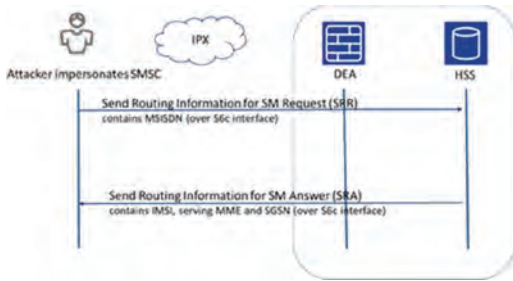 IPX
Attacker impersonates SMSC
DEA
HSS
Send Routing Information for SM Request (SRR)
contains MSISDN (over S6c interface)
Send Routing Information for SM Answer (SRA)
contains IMSI, serving MME and SGSN (over S6c interface)